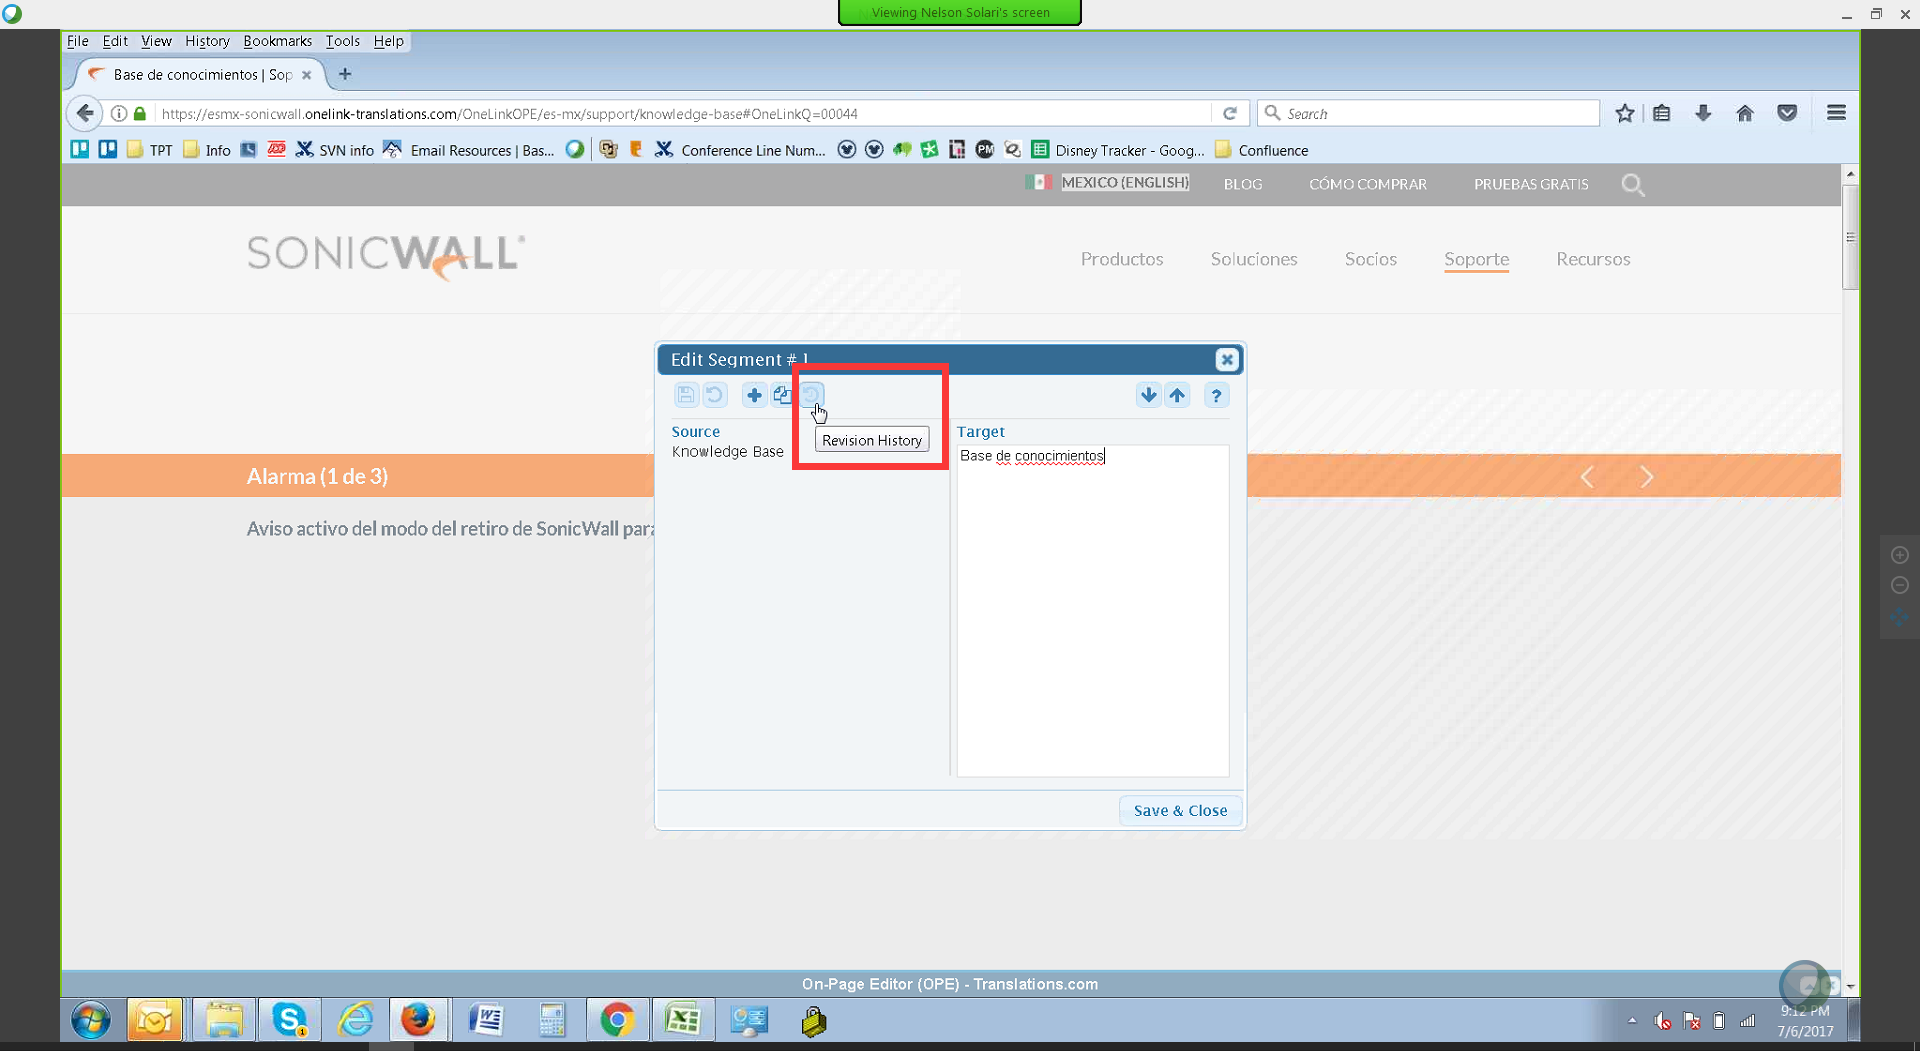 Viewing Nelson Solari's screen
File Edit View History Bookmarks Tools Help
Base de conocimientos | Sop
https://esmx-sonicwall.onelink-translations.com/OneLinkOPE/es-mx/support/knowledge-base#OneLinkQ=00044
Search
TPT Info SVN info Email Resources | Bas... Conference Line Num... PM Disney Tracker - Goog... Confluence
MEXICO (ENGLISH) BLOG CÓMO COMPRAR PRUEBAS GRATIS
SONICWALL®
Productos Soluciones Socios Soporte Recursos
Edit Segment # 1
?
Source
Target
Revision History
Knowledge Base
Base de conocimientos
Alarma (1 de 3)
Aviso activo del modo del retiro de SonicWall para
Save & Close
On-Page Editor (OPE) - Translations.com
9:12 PM
7/6/2017